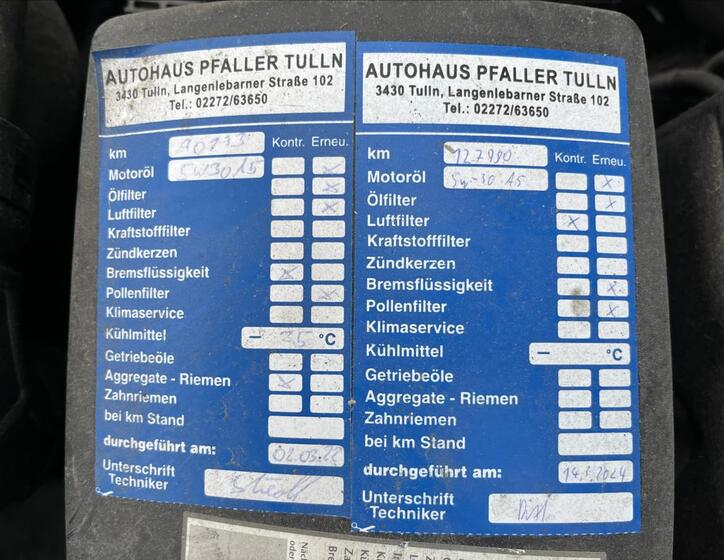 AUTOHAUS PFALLER TULLN
3430 Tulln, Langenlebarner Straße 102
Tel.: 02272/63650
Kontr. Erneu.
km
Motoröl 5W30 A5
Ölfilter
Luftfilter
Kraftstofffilter
Zündkerzen
Bremsflüssigkeit
Pollenfilter
Klimaservice
Kühlmittel – 35 °C
Getriebeöle
Aggregate - Riemen
Zahnriemen
bei km Stand
durchgeführt am:
Unterschrift
Techniker
AUTOHAUS PFALLER TULLN
3430 Tulln, Langenlebarner Straße 102
Tel.: 02272/63650
Kontr. Erneu.
km 127990
Motoröl 5W-30 A5
Ölfilter
Luftfilter
Kraftstofffilter
Zündkerzen
Bremsflüssigkeit
Pollenfilter
Klimaservice
Kühlmittel – °C
Getriebeöle
Aggregate - Riemen
Zahnriemen
bei km Stand
durchgeführt am:
Unterschrift
Techniker